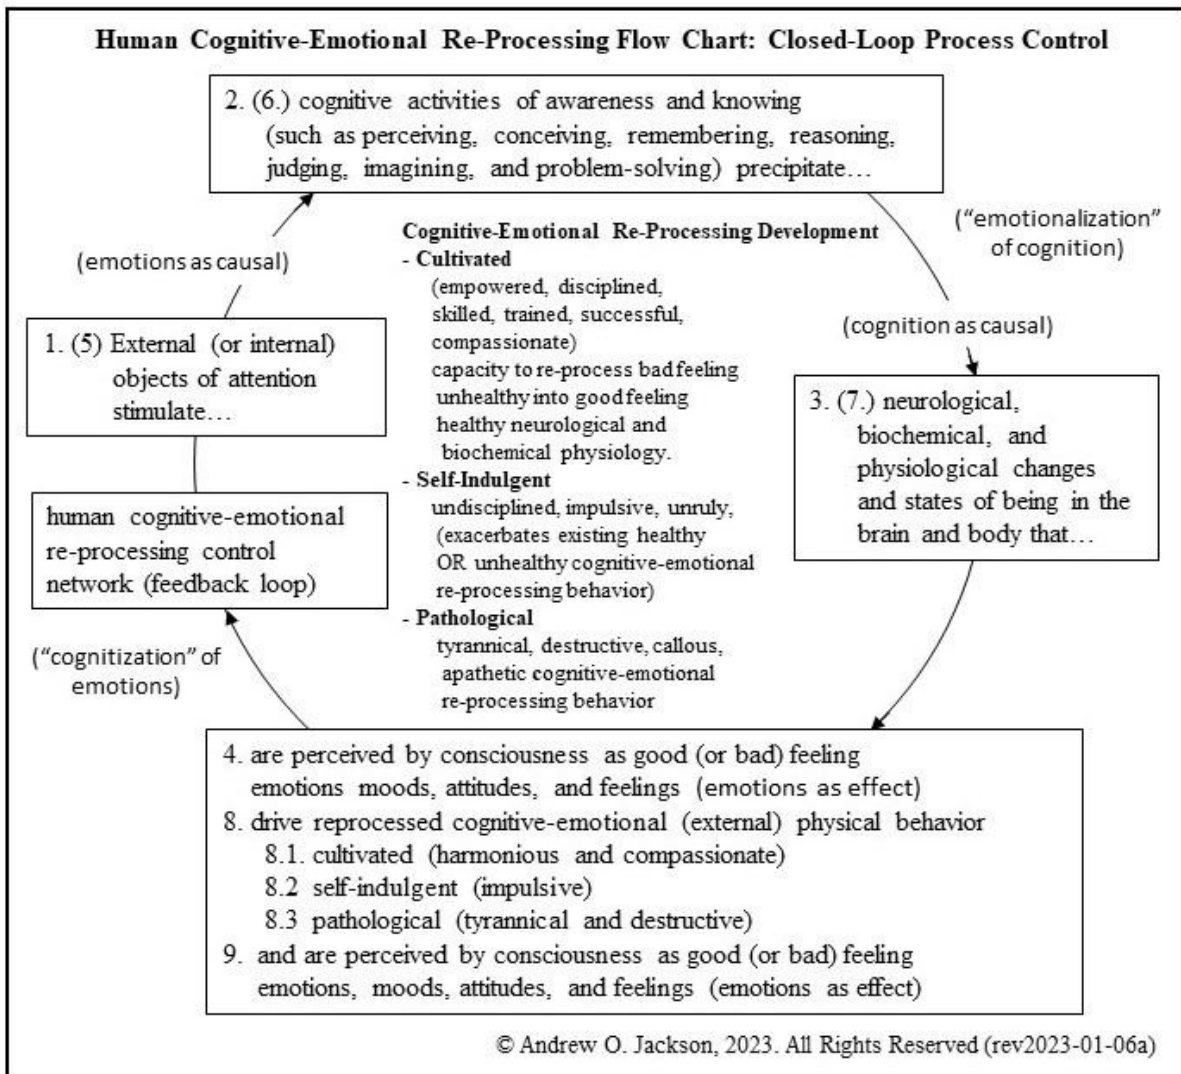 Human Cognitive-Emotional Re-Processing Flow Chart: Closed-Loop Process Control
2. (6.) cognitive activities of awareness and knowing
(such as perceiving, conceiving, remembering, reasoning,
judging, imagining, and problem-solving) precipitate…
("emotionalization"
of cognition)
(cognition as causal)
3. (7.) neurological,
biochemical, and
physiological changes
and states of being in the
brain and body that…
4. are perceived by consciousness as good (or bad) feeling
emotions moods, attitudes, and feelings (emotions as effect)
8. drive reprocessed cognitive-emotional (external) physical behavior
8.1. cultivated (harmonious and compassionate)
8.2 self-indulgent (impulsive)
8.3 pathological (tyrannical and destructive)
9. and are perceived by consciousness as good (or bad) feeling
emotions, moods, attitudes, and feelings (emotions as effect)
("cognitization" of
emotions)
human cognitive-emotional
re-processing control
network (feedback loop)
1. (5) External (or internal)
objects of attention
stimulate…
(emotions as causal)
Cognitive-Emotional Re-Processing Development
- Cultivated
(empowered, disciplined,
skilled, trained, successful,
compassionate)
capacity to re-process bad feeling
unhealthy into good feeling
healthy neurological and
biochemical physiology.
- Self-Indulgent
undisciplined, impulsive, unruly,
(exacerbates existing healthy
OR unhealthy cognitive-emotional
re-processing behavior)
- Pathological
tyrannical, destructive, callous,
apathetic cognitive-emotional
re-processing behavior
© Andrew O. Jackson, 2023. All Rights Reserved (rev2023-01-06a)